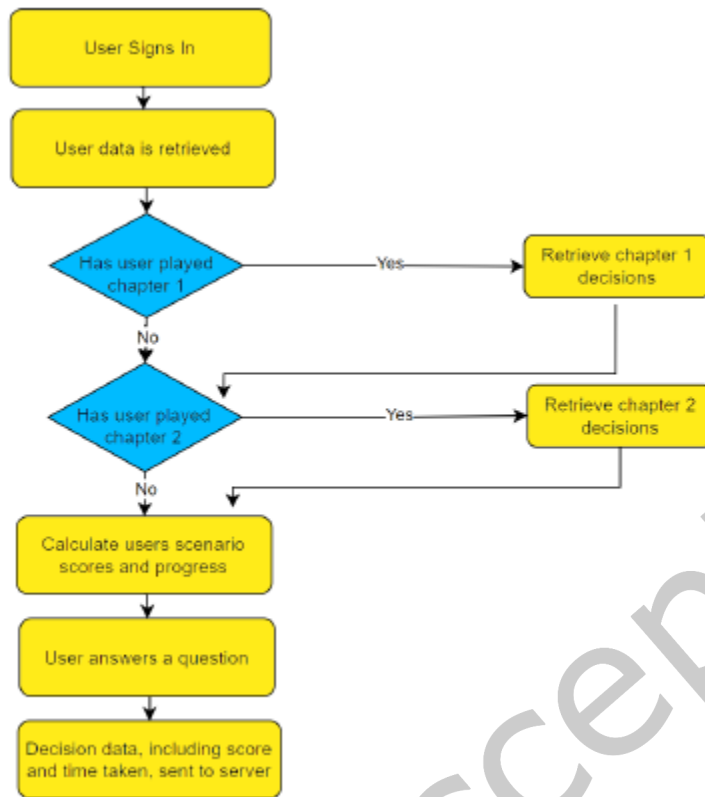 User Signs In
User data is retrieved
Has user played
chapter 1
Yes
Retrieve chapter 1
decisions
No
Has user played
chapter 2
Yes
Retrieve chapter 2
decisions
No
Calculate users scenario
scores and progress
User answers a question
Decision data, including score
and time taken, sent to server